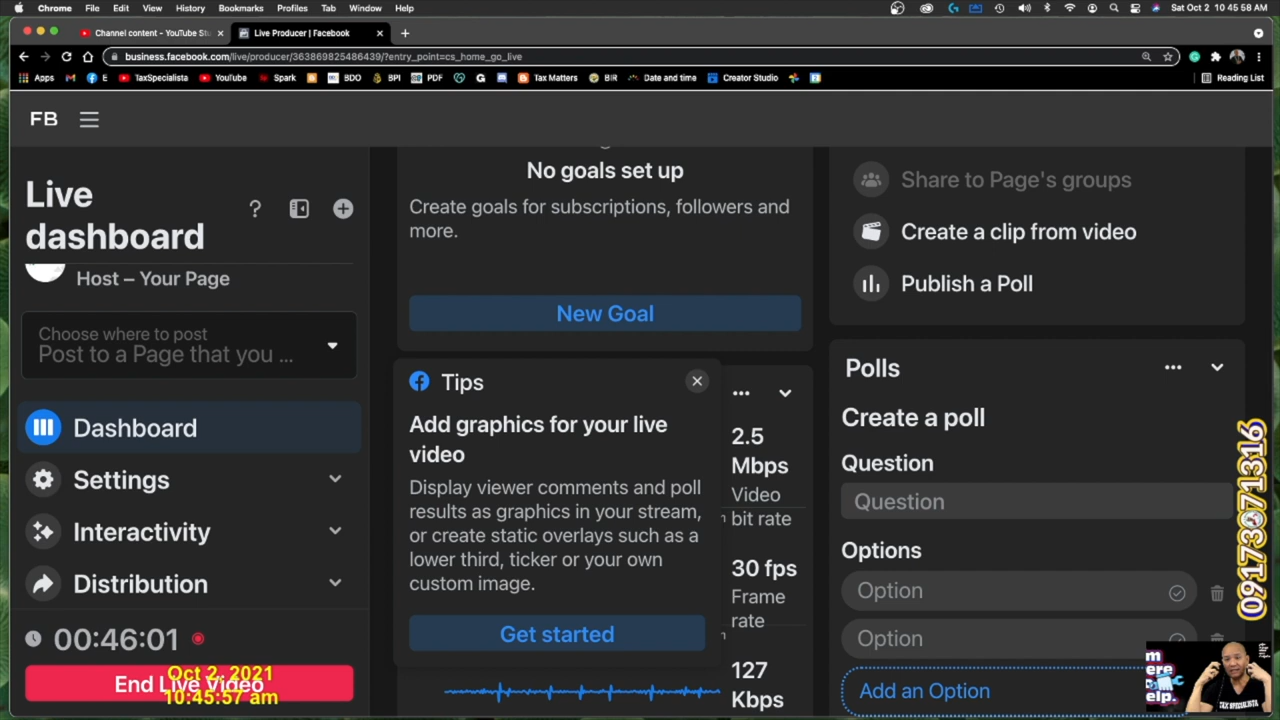 Chrome File Edit View History Bookmarks Profiles Tab Window Help
Sat Oct 2 10:45:58 AM
Channel content - YouTube Stu
Live Producer | Facebook
business.facebook.com/live/producer/363869825486439/?entry_point=cs_home_go_live
Apps E TaxSpecialista YouTube Spark BDO BPI PDF G Tax Matters BIR Date and time Creator Studio 22 Reading List
FB
Live
dashboard
Host – Your Page
Choose where to post
Post to a Page that you ...
Dashboard
Settings
Interactivity
Distribution
00:46:01
End Live Video
Oct 2, 2021
10:45:57 am
No goals set up
Create goals for subscriptions, followers and
more.
New Goal
Tips
Add graphics for your live
video
Display viewer comments and poll
results as graphics in your stream,
or create static overlays such as a
lower third, ticker or your own
custom image.
Get started
2.5
Mbps
Video
bit rate
30 fps
Frame
rate
127
Kbps
Share to Page's groups
Create a clip from video
Publish a Poll
Polls
Create a poll
Question
Question
Options
Option
Option
Add an Option
09173071316
TAX SPECIALISTA